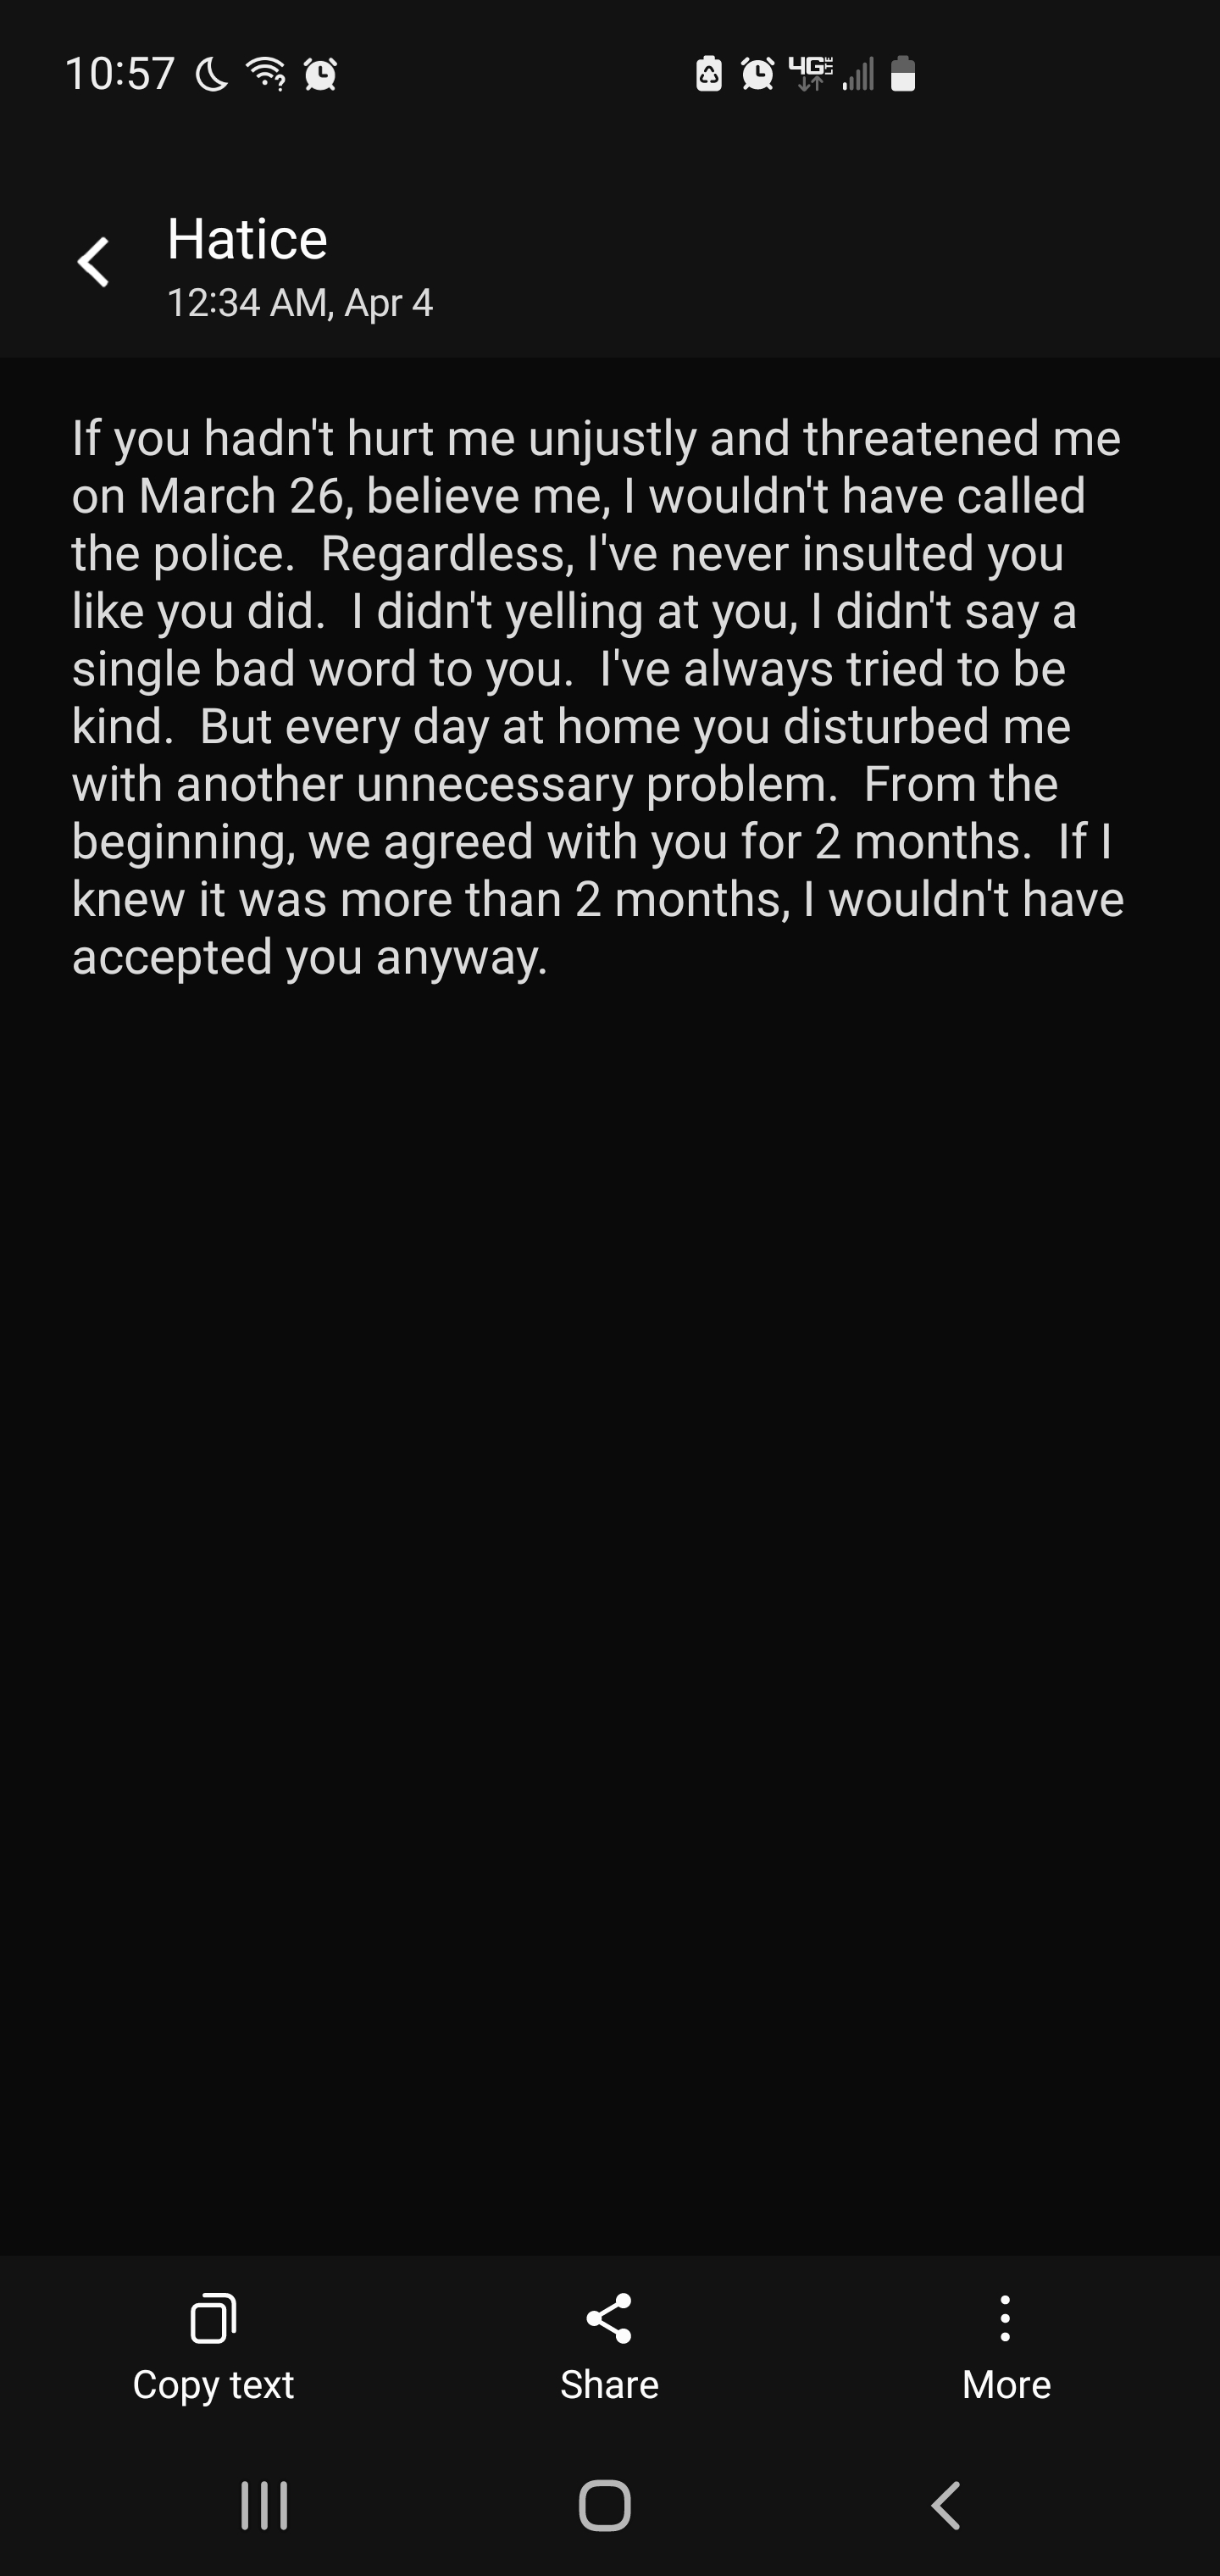 10:57
4G LTE
Hatice
12:34 AM, Apr 4
If you hadn't hurt me unjustly and threatened me
on March 26, believe me, I wouldn't have called
the police.  Regardless, I've never insulted you
like you did.  I didn't yelling at you, I didn't say a
single bad word to you.  I've always tried to be
kind.  But every day at home you disturbed me
with another unnecessary problem.  From the
beginning, we agreed with you for 2 months.  If I
knew it was more than 2 months, I wouldn't have
accepted you anyway.
Copy text
Share
More